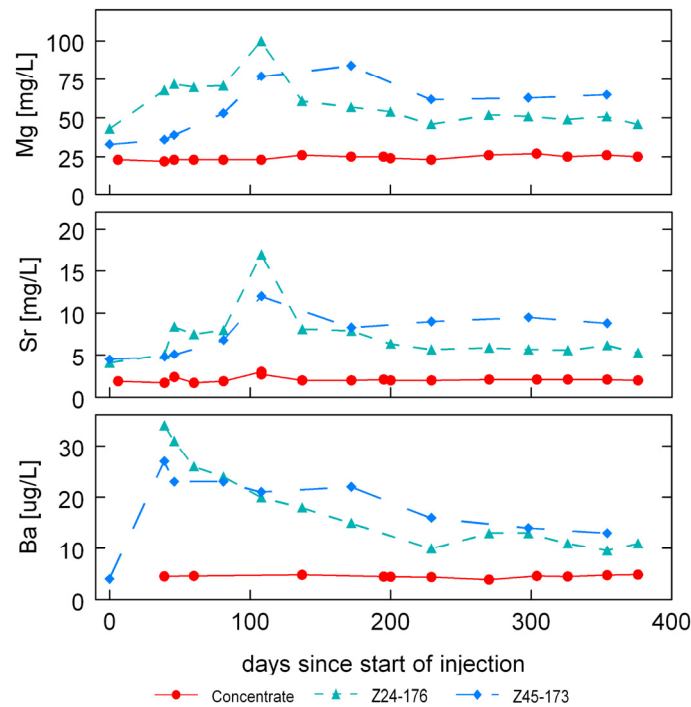 100
75
50
25
0
Mg [mg/L]
20
15
10
5
0
Sr [mg/L]
30
20
10
0
Ba [ug/L]
0 100 200 300 400
days since start of injection
Concentrate Z24-176 Z45-173